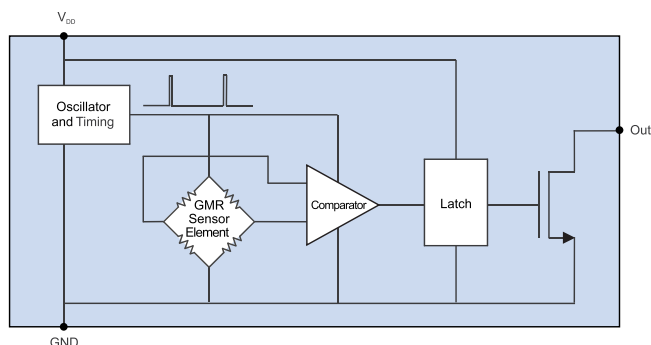 VDD
Oscillator
and Timing
GMR
Sensor
Element
Comparator
Latch
Out
GND